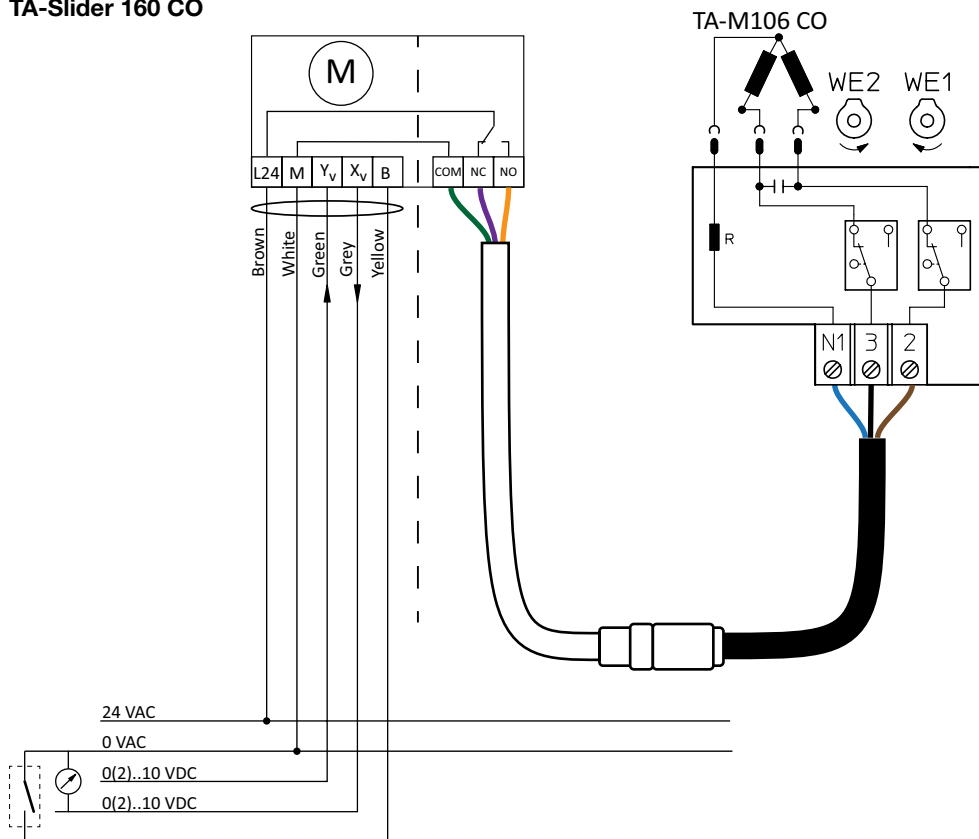 TA-Slider 160 CO
TA-M106 CO
M
WE2 WE1
L24 M Yv Xv B COM NC NO
Brown
White
Green
Grey
Yellow
R
N1 3 2
24 VAC
0 VAC
0(2)..10 VDC
0(2)..10 VDC